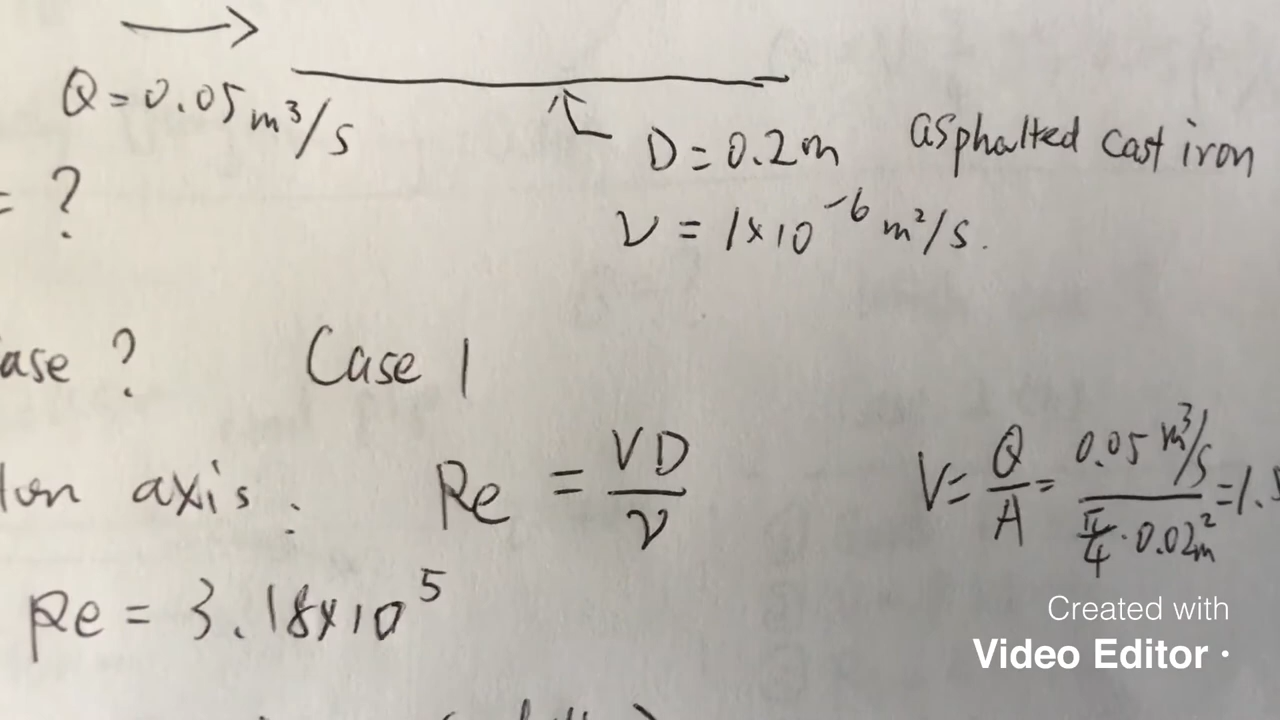 Q = 0.05 m³/s
D = 0.2m asphalted cast iron
= ?
ν = 1×10⁻⁶ m²/s.
ase ? Case 1
axis : Re = VD/ν V = Q/A = 0.05 m³/s / π/4 · 0.02m² = 1.
Re = 3.18×10⁵
Created with
Video Editor ·